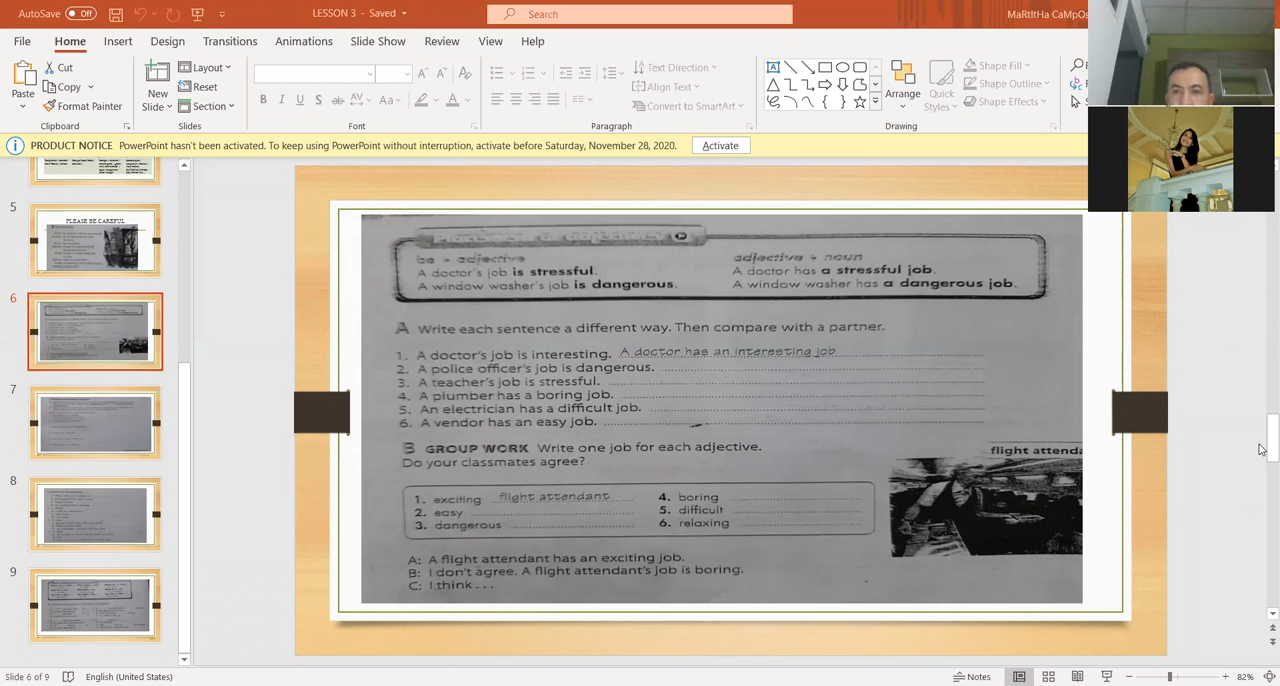 AutoSave Off
LESSON 3 - Saved
Search
MaRtItHa CaMpOs
File Home Insert Design Transitions Animations Slide Show Review View Help
Paste
Cut
Copy
Format Painter
Clipboard
New Slide
Layout
Reset
Section
Slides
B I U S ab AV Aa A
Font
Text Direction
Align Text
Convert to SmartArt
Paragraph
Arrange
Quick Styles
Shape Fill
Shape Outline
Shape Effects
Drawing
PRODUCT NOTICE PowerPoint hasn't been activated. To keep using PowerPoint without interruption, activate before Saturday, November 28, 2020. Activate
5
PLEASE BE CAREFUL
6
7
8
9
be + adjective
A doctor's job is stressful.
A window washer's job is dangerous.
adjective + noun
A doctor has a stressful job.
A window washer has a dangerous job.
A Write each sentence a different way. Then compare with a partner.
1. A doctor's job is interesting. A doctor has an interesting job.
2. A police officer's job is dangerous.
3. A teacher's job is stressful.
4. A plumber has a boring job.
5. An electrician has a difficult job.
6. A vendor has an easy job.
B GROUP WORK Write one job for each adjective.
Do your classmates agree?
flight attenda
1. exciting flight attendant 4. boring
2. easy 5. difficult
3. dangerous 6. relaxing
A: A flight attendant has an exciting job.
B: I don't agree. A flight attendant's job is boring.
C: I think . . .
Slide 6 of 9 English (United States) Notes 82%